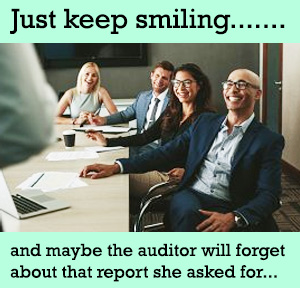 Just keep smiling.......
and maybe the auditor will forget
about that report she asked for...